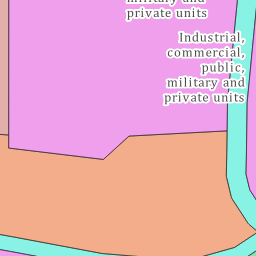 military and
private units
Industrial,
commercial,
public,
military and
private units